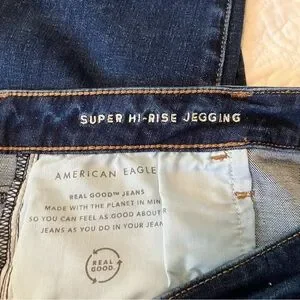 SUPER HI-RISE JEGGING
AMERICAN EAGLE
REAL GOOD™ JEANS
MADE WITH THE PLANET IN MIN
SO YOU CAN FEEL AS GOOD ABOUT
JEANS AS YOU DO IN YOUR JEAN
REAL
GOOD.